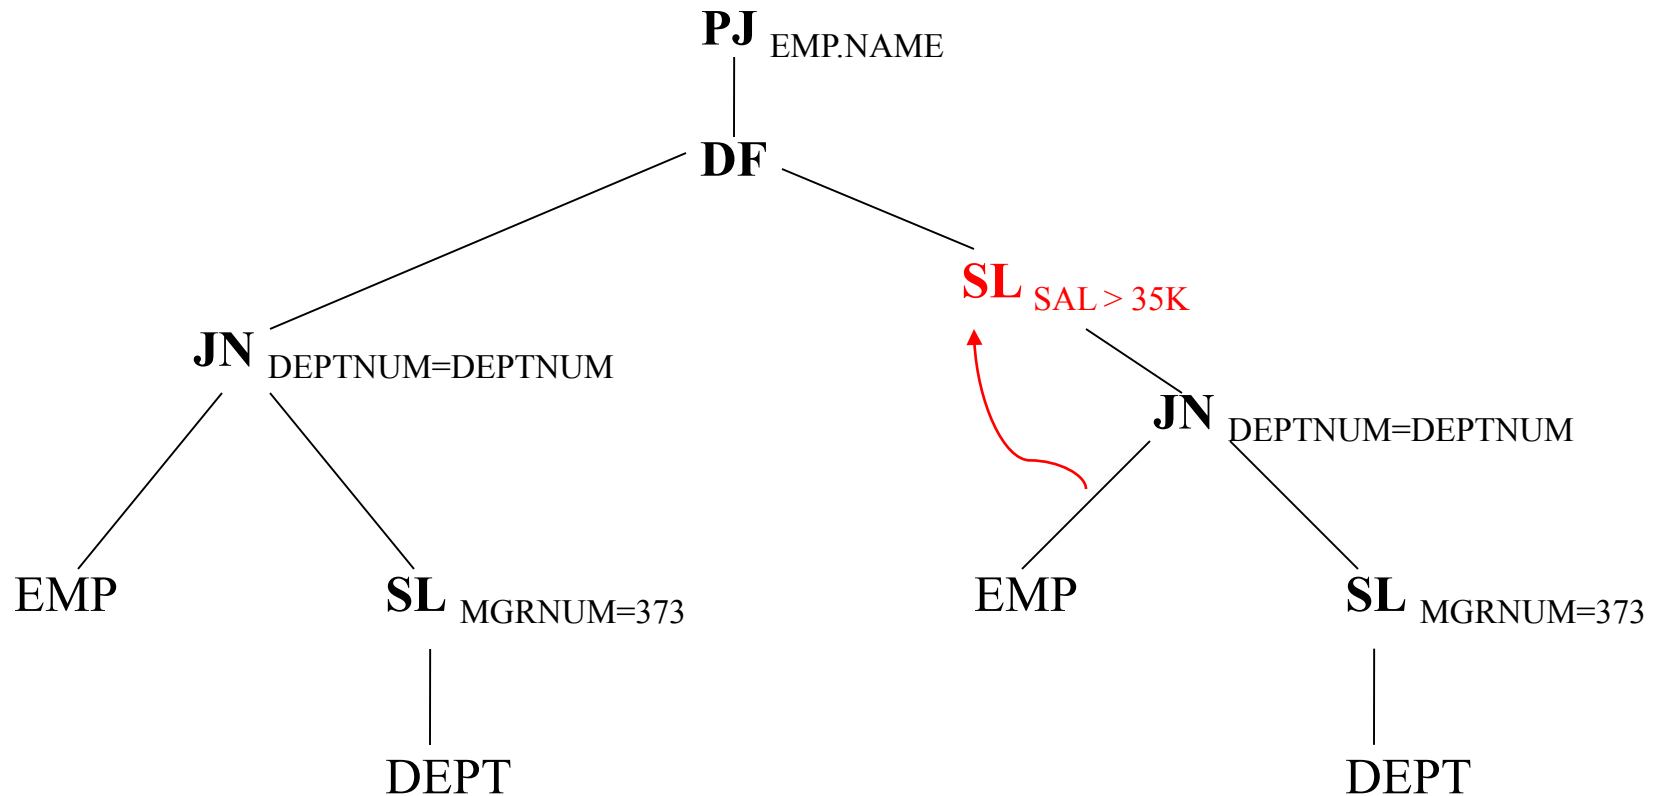 PJ EMP.NAME
DF
SL SAL > 35K
JN DEPTNUM=DEPTNUM
JN DEPTNUM=DEPTNUM
EMP
SL MGRNUM=373
EMP
SL MGRNUM=373
DEPT
DEPT